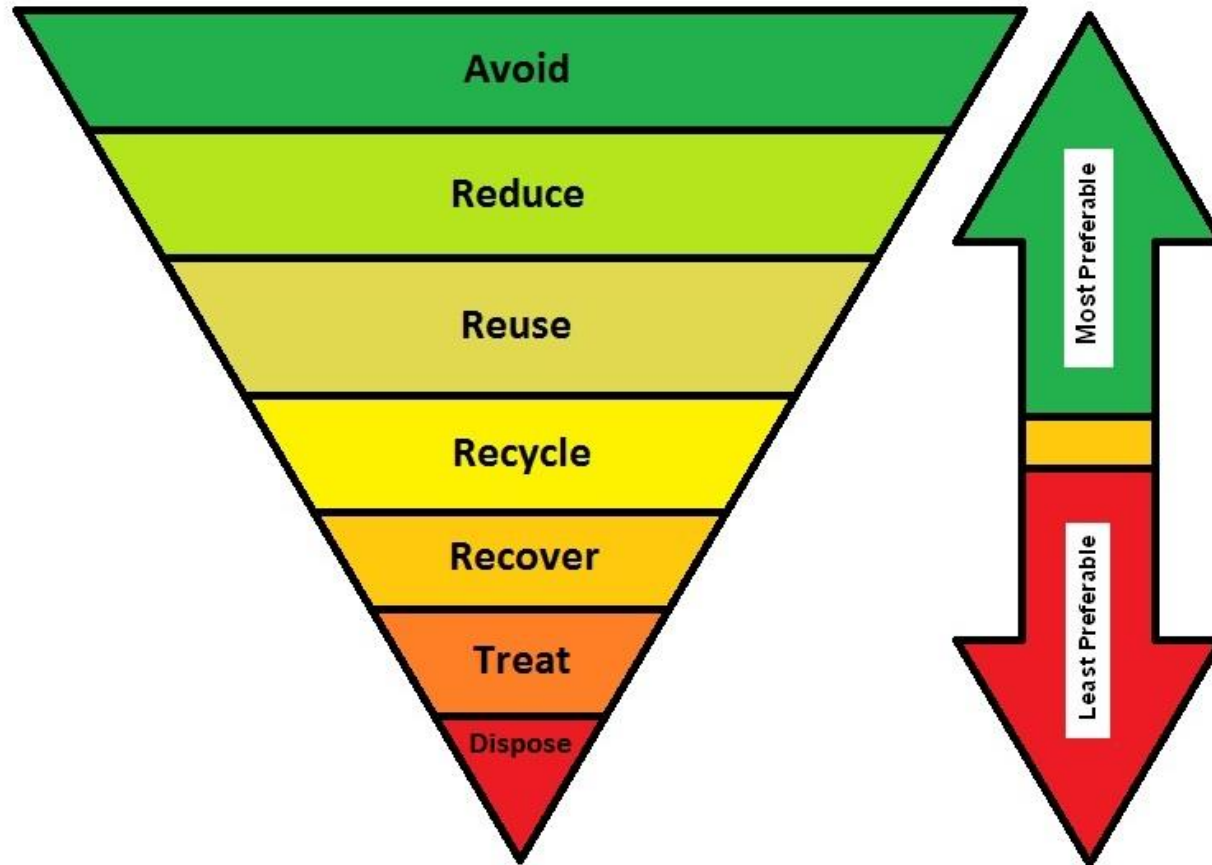 Avoid
Reduce
Reuse
Recycle
Recover
Treat
Dispose
Most Preferable
Least Preferable